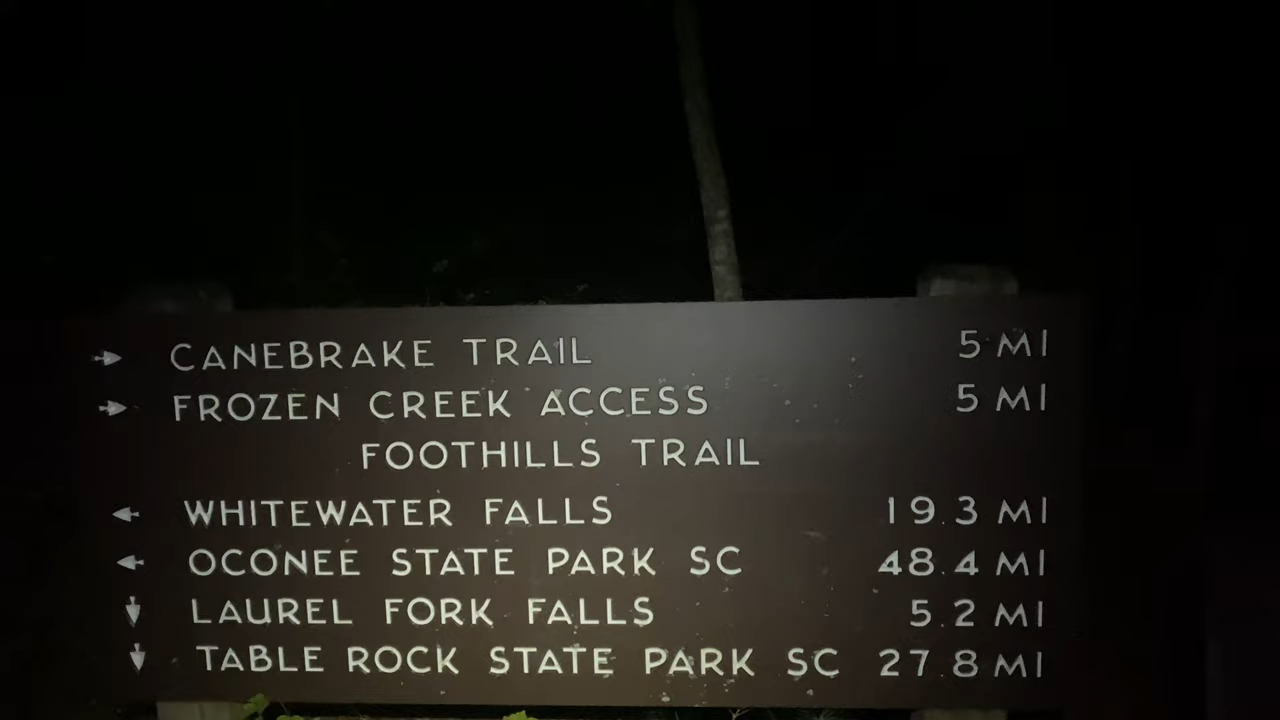 CANEBRAKE TRAIL 5 MI
FROZEN CREEK ACCESS 5 MI
FOOTHILLS TRAIL
WHITEWATER FALLS 19.3 MI
OCONEE STATE PARK SC 48.4 MI
LAUREL FORK FALLS 5.2 MI
TABLE ROCK STATE PARK SC 27.8 MI